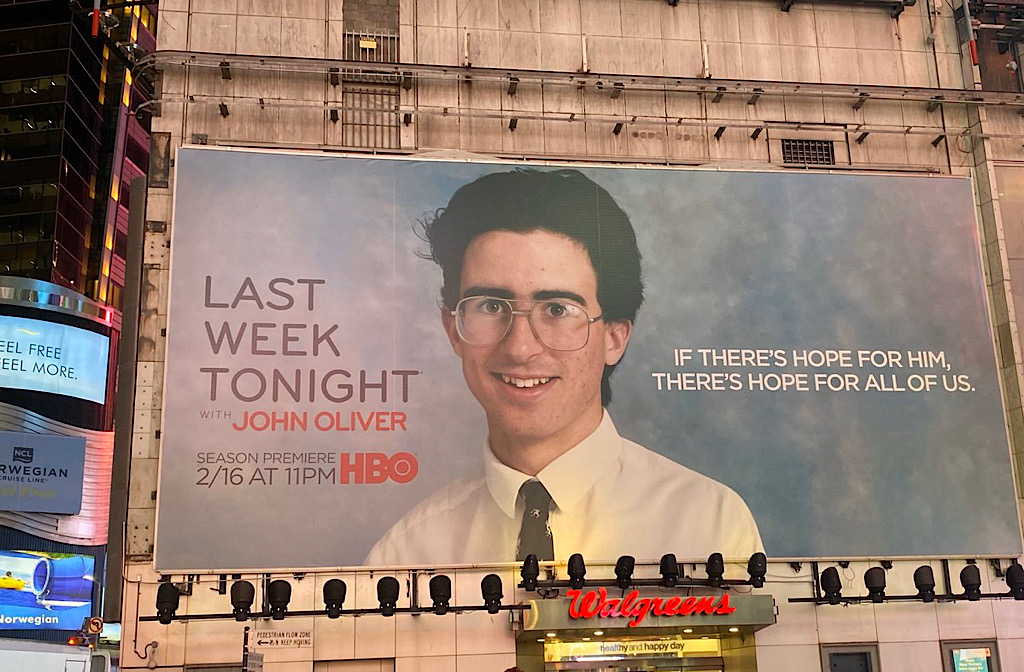 LAST
WEEK
TONIGHT
WITH JOHN OLIVER
SEASON PREMIERE
2/16 AT 11PM HBO
IF THERE'S HOPE FOR HIM,
THERE'S HOPE FOR ALL OF US.
EEL FREE
EEL MORE.
NCL
RWEGIAN
CRUISE LINE
Norwegian
Walgreens
healthy and happy day
PEDESTRIAN FLOW ZONE
KEEP MOVING